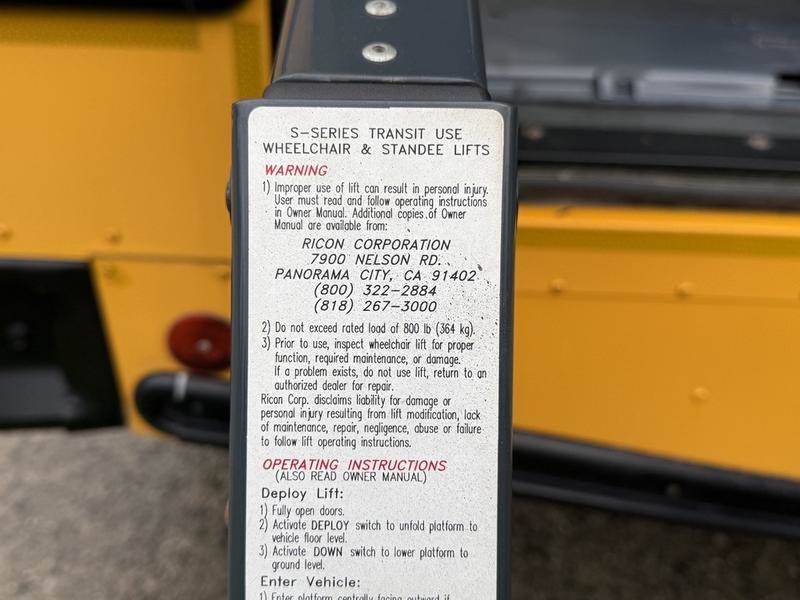 S-SERIES TRANSIT USE
WHEELCHAIR & STANDEE LIFTS
WARNING
1) Improper use of lift can result in personal injury.
User must read and follow operating instructions
in Owner Manual. Additional copies of Owner
Manual are available from:
RICON CORPORATION
7900 NELSON RD.
PANORAMA CITY, CA 91402
(800) 322-2884
(818) 267-3000
2) Do not exceed rated load of 800 lb (364 kg).
3) Prior to use, inspect wheelchair lift for proper
function, required maintenance, or damage.
If a problem exists, do not use lift, return to an
authorized dealer for repair.
Ricon Corp. disclaims liability for damage or
personal injury resulting from lift modification, lack
of maintenance, repair, negligence, abuse or failure
to follow lift operating instructions.
OPERATING INSTRUCTIONS
(ALSO READ OWNER MANUAL)
Deploy Lift:
1) Fully open doors.
2) Activate DEPLOY switch to unfold platform to
vehicle floor level.
3) Activate DOWN switch to lower platform to
ground level.
Enter Vehicle:
1) Enter platform centrally facing outward if